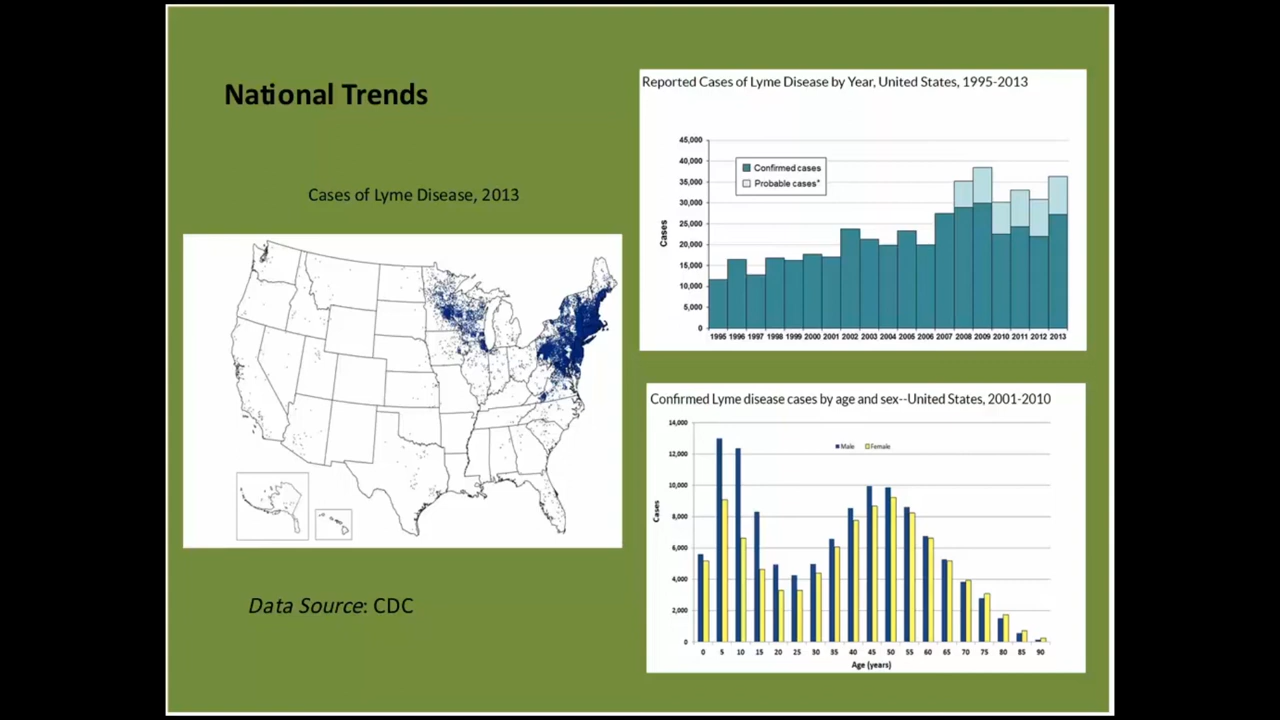 National Trends
Cases of Lyme Disease, 2013
Data Source: CDC
Reported Cases of Lyme Disease by Year, United States, 1995-2013
45,000
40,000
35,000
30,000
25,000
20,000
15,000
10,000
5,000
0
Cases
Confirmed cases
Probable cases*
1995 1996 1997 1998 1999 2000 2001 2002 2003 2004 2005 2006 2007 2008 2009 2010 2011 2012 2013
Confirmed Lyme disease cases by age and sex--United States, 2001-2010
14,000
12,000
10,000
8,000
6,000
4,000
2,000
0
Cases
Male Female
0 5 10 15 20 25 30 35 40 45 50 55 60 65 70 75 80 85 90
Age (years)